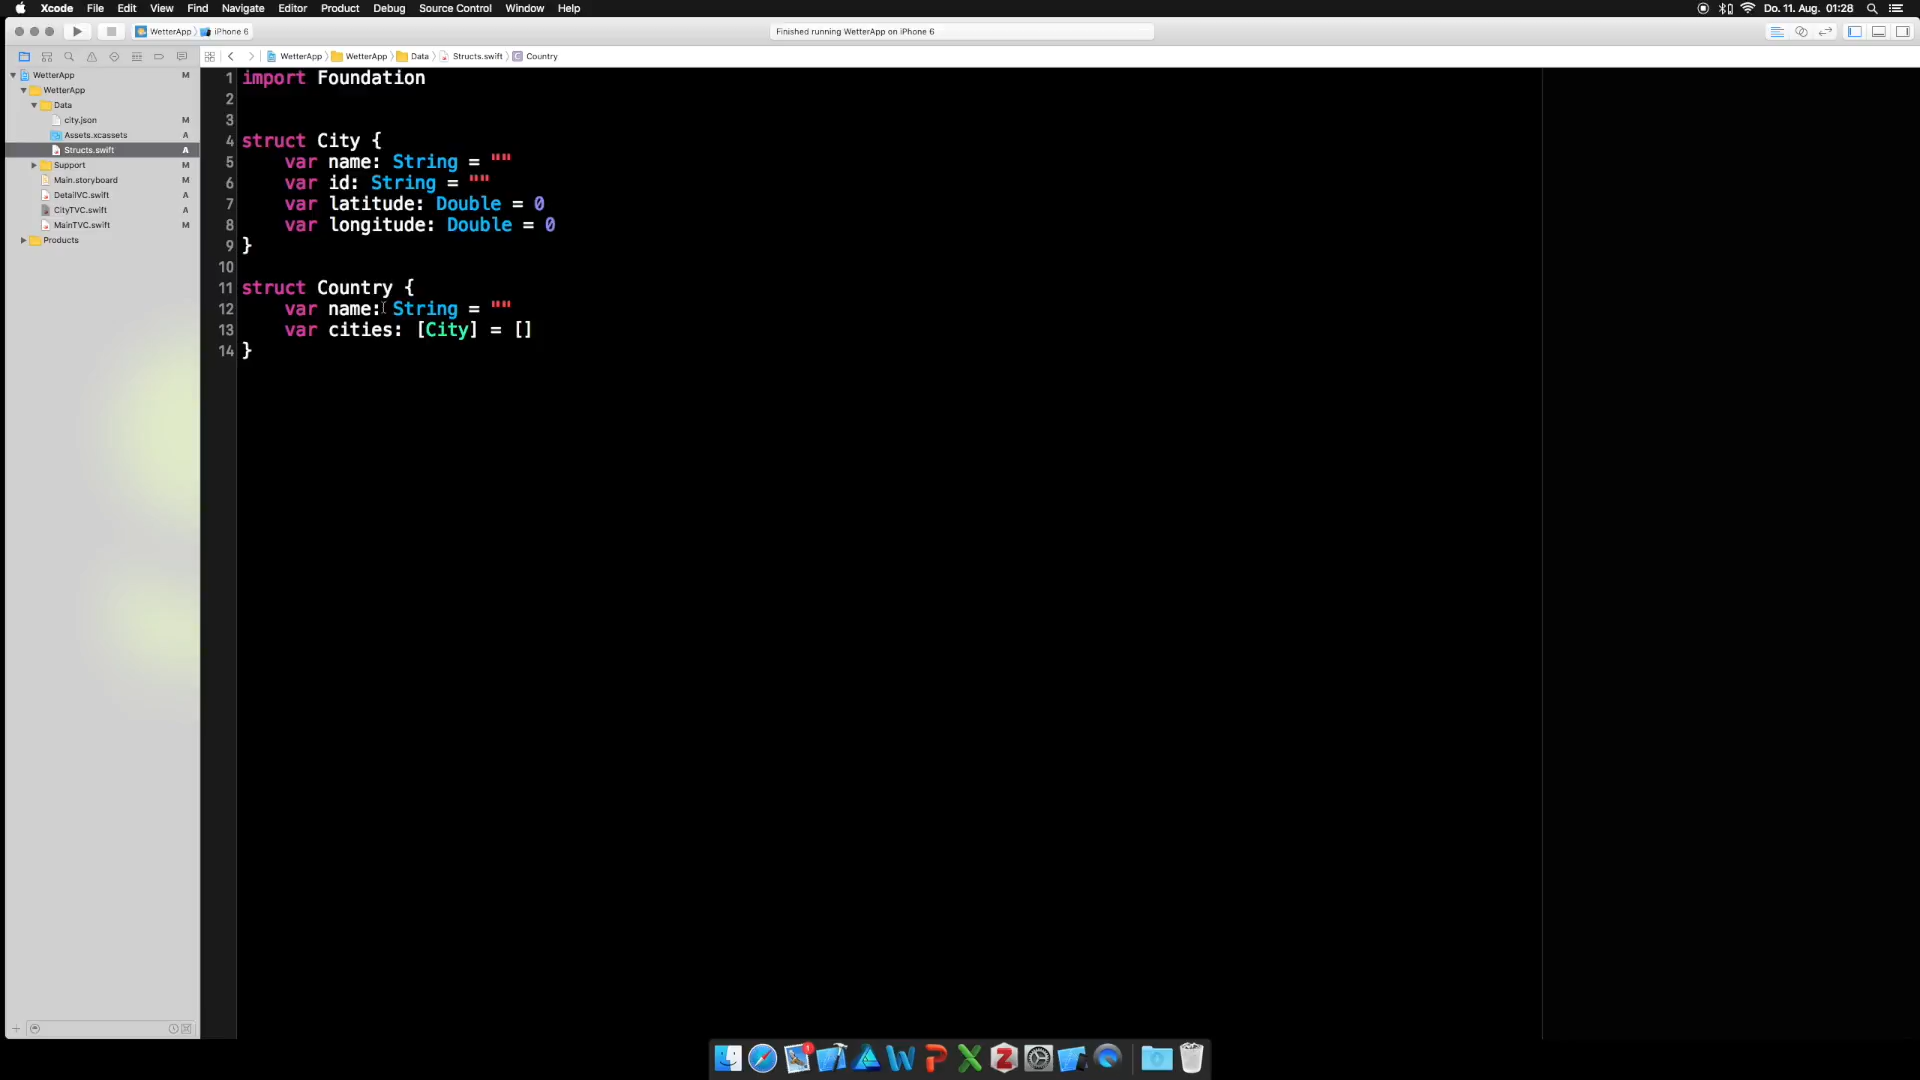 Xcode File Edit View Find Navigate Editor Product Debug Source Control Window Help Do. 11. Aug. 01:28
WetterApp iPhone 6 Finished running WetterApp on iPhone 6
WetterApp WetterApp Data Structs.swift C Country
WetterApp M
WetterApp
Data
city.json M
Assets.xcassets A
Structs.swift A
Support M
Main.storyboard M
DetailVC.swift A
CityTVC.swift A
MainTVC.swift M
Products
1 import Foundation
2
3
4 struct City {
5 var name: String = ""
6 var id: String = ""
7 var latitude: Double = 0
8 var longitude: Double = 0
9 }
10
11 struct Country {
12 var name: String = ""
13 var cities: [City] = []
14 }
1
W P X Z